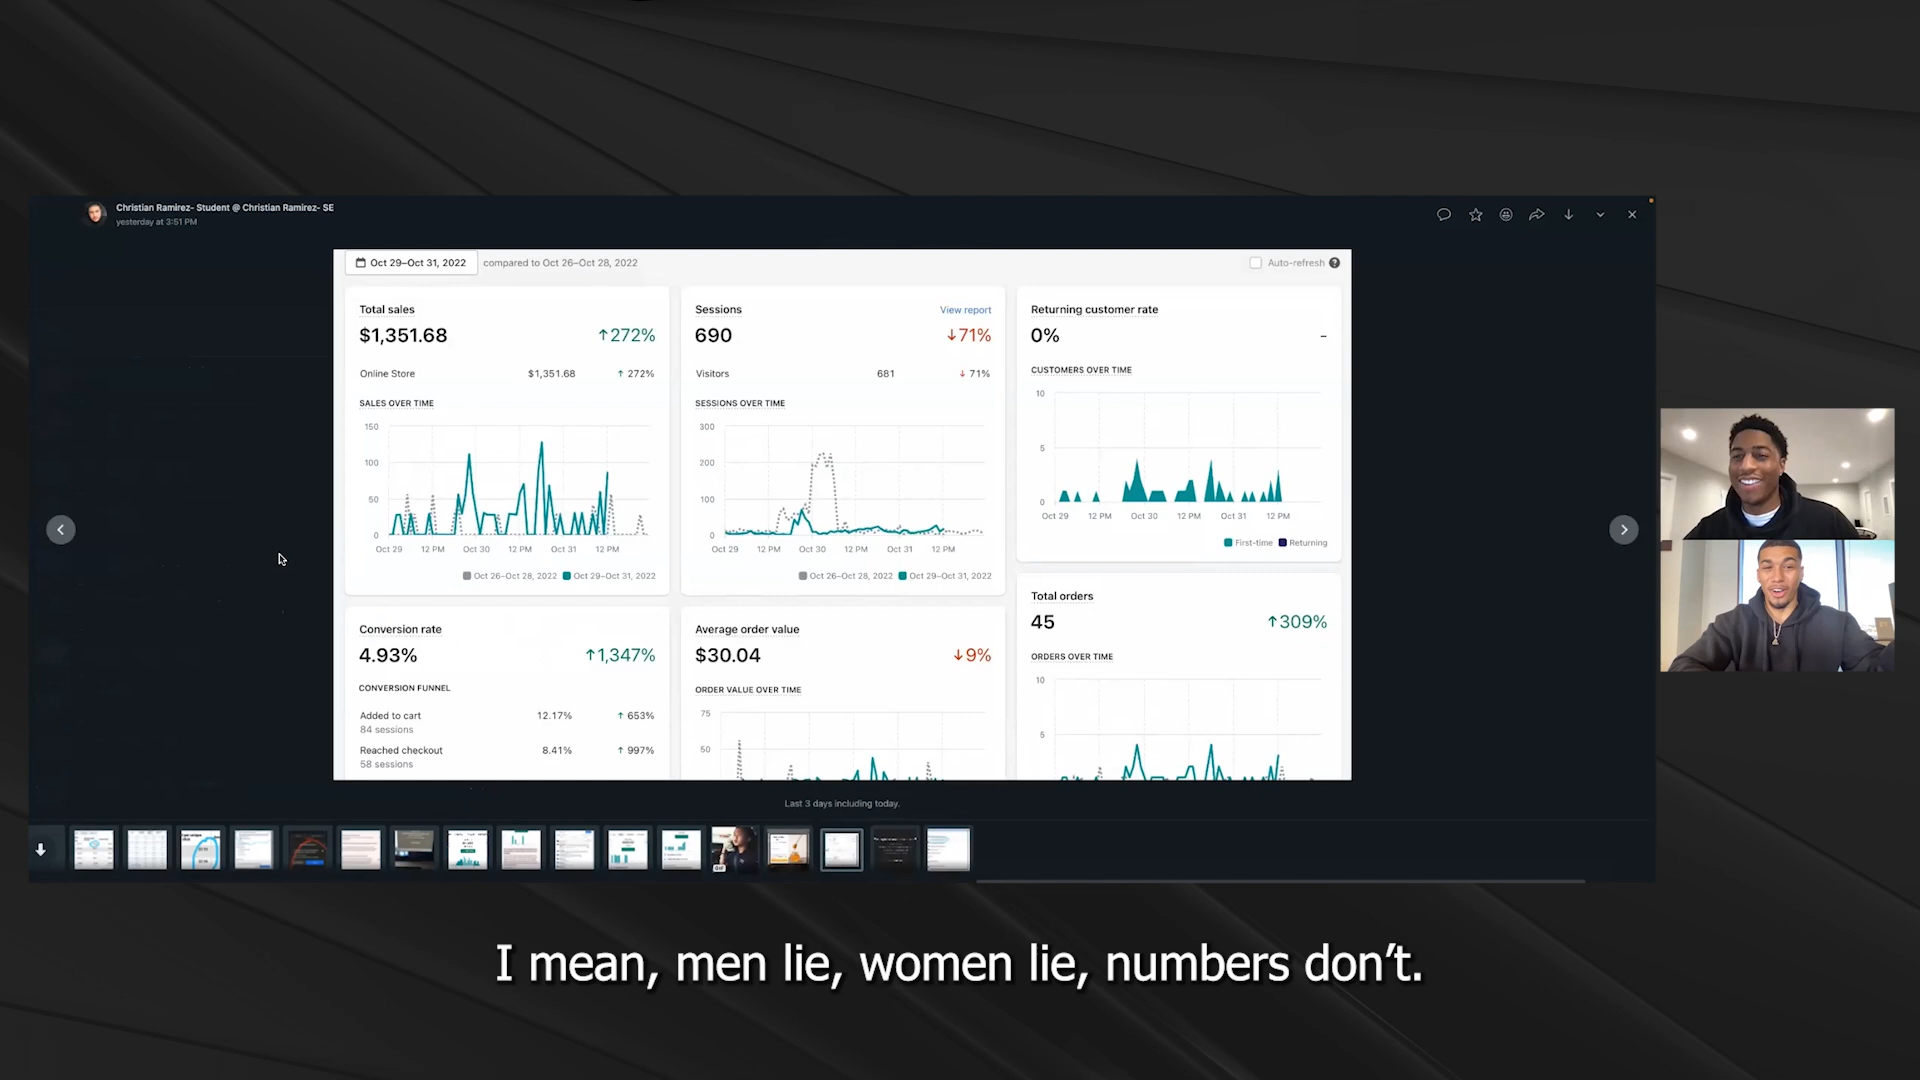 Christian Ramirez- Student @ Christian Ramirez- SE
yesterday at 3:51 PM
Oct 29–Oct 31, 2022 compared to Oct 26–Oct 28, 2022
Auto-refresh
Total sales
$1,351.68 ↑272%
Online Store $1,351.68 ↑ 272%
SALES OVER TIME
150
100
50
0
Oct 29 12 PM Oct 30 12 PM Oct 31 12 PM
Oct 26–Oct 28, 2022 Oct 29–Oct 31, 2022
Sessions View report
690 ↓71%
Visitors 681 ↓ 71%
SESSIONS OVER TIME
300
200
100
0
Oct 29 12 PM Oct 30 12 PM Oct 31 12 PM
Oct 26–Oct 28, 2022 Oct 29–Oct 31, 2022
Returning customer rate
0% -
CUSTOMERS OVER TIME
10
5
0
Oct 29 12 PM Oct 30 12 PM Oct 31 12 PM
First-time Returning
Conversion rate
4.93% ↑1,347%
CONVERSION FUNNEL
Added to cart 12.17% ↑ 653%
84 sessions
Reached checkout 8.41% ↑ 997%
58 sessions
Average order value
$30.04 ↓9%
ORDER VALUE OVER TIME
75
50
Total orders
45 ↑309%
ORDERS OVER TIME
10
5
Last 3 days including today.
I mean, men lie, women lie, numbers don't.